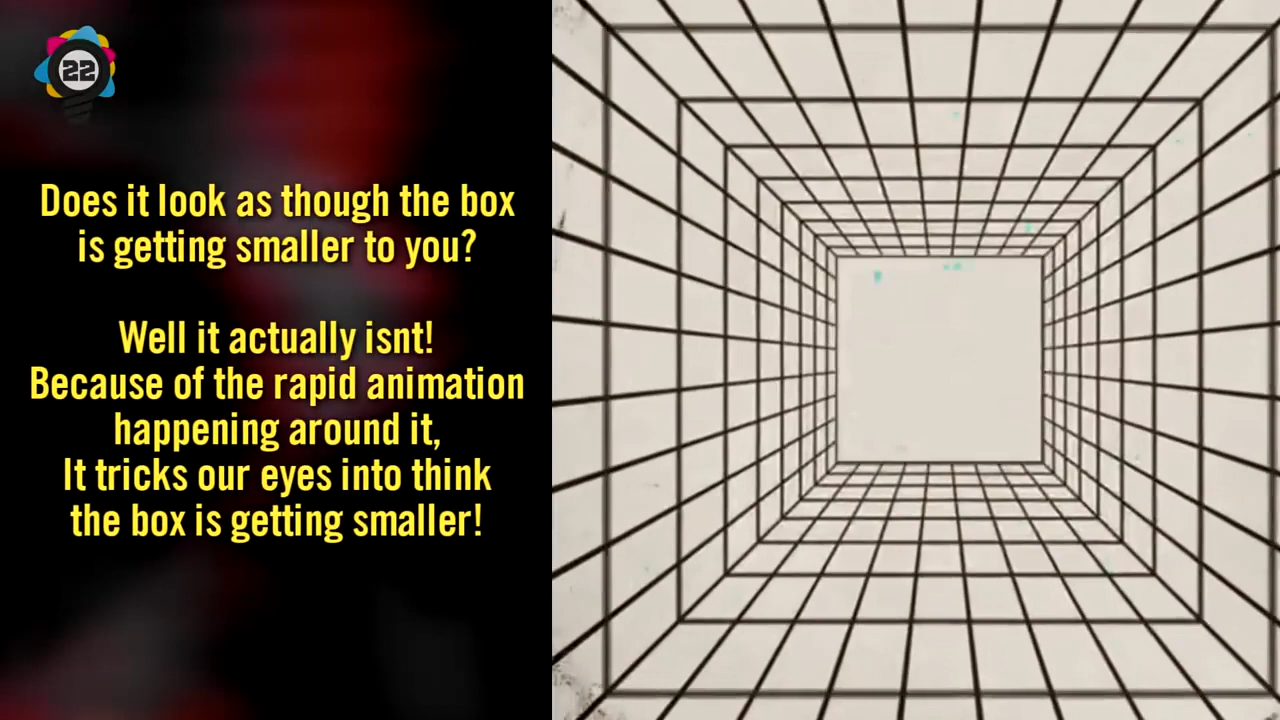 22
Does it look as though the box
is getting smaller to you?
Well it actually isnt!
Because of the rapid animation
happening around it,
It tricks our eyes into think
the box is getting smaller!